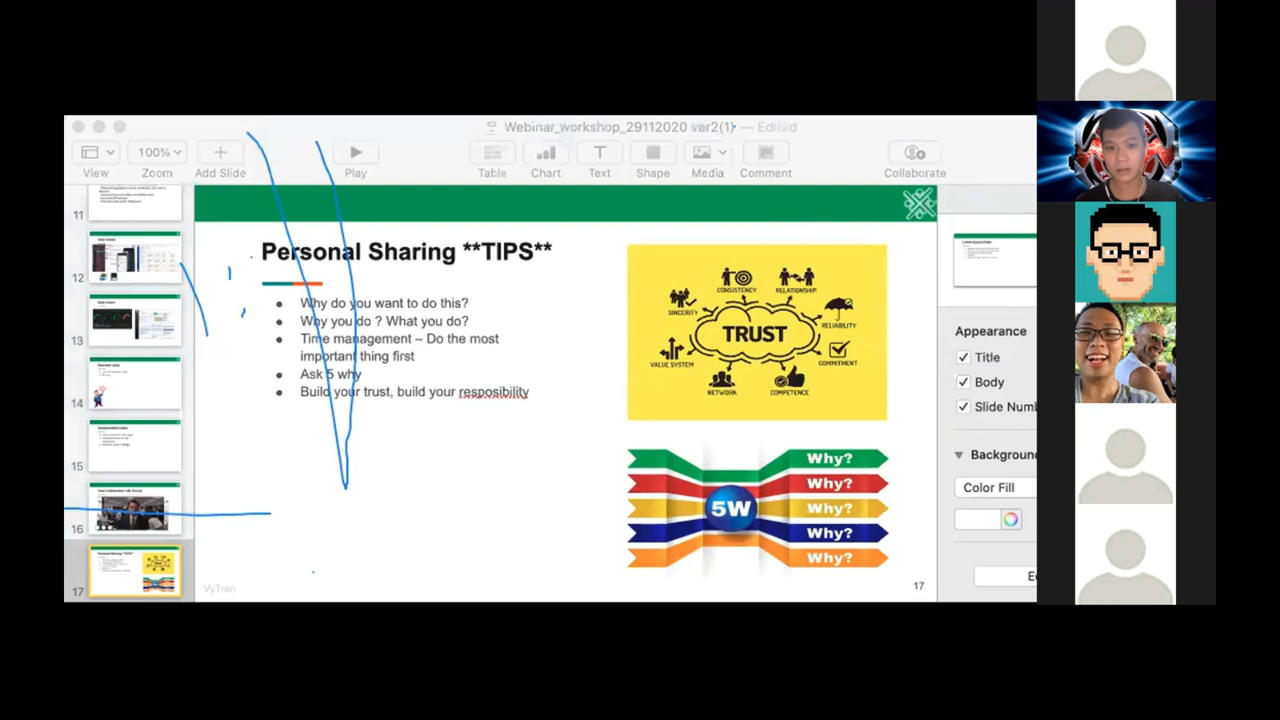 Webinar_workshop_29112020 ver2(1) — Edited
100%
View
Zoom
Add Slide
Play
Table
Chart
Text
Shape
Media
Comment
Collaborate
11
12
13
14
15
16
17
Personal Sharing **TIPS**
● Why do you want to do this?
● Why you do ? What you do?
● Time management – Do the most
important thing first
● Ask 5 why
● Build your trust, build your resposibility
CONSISTENCY
RELATIONSHIP
SINCERITY
RELIABILITY
TRUST
VALUE SYSTEM
COMMITMENT
NETWORK
COMPETENCE
Why?
Why?
5W
Why?
Why?
Why?
VyTran
17
Appearance
Title
Body
Slide Numb
Background
Color Fill